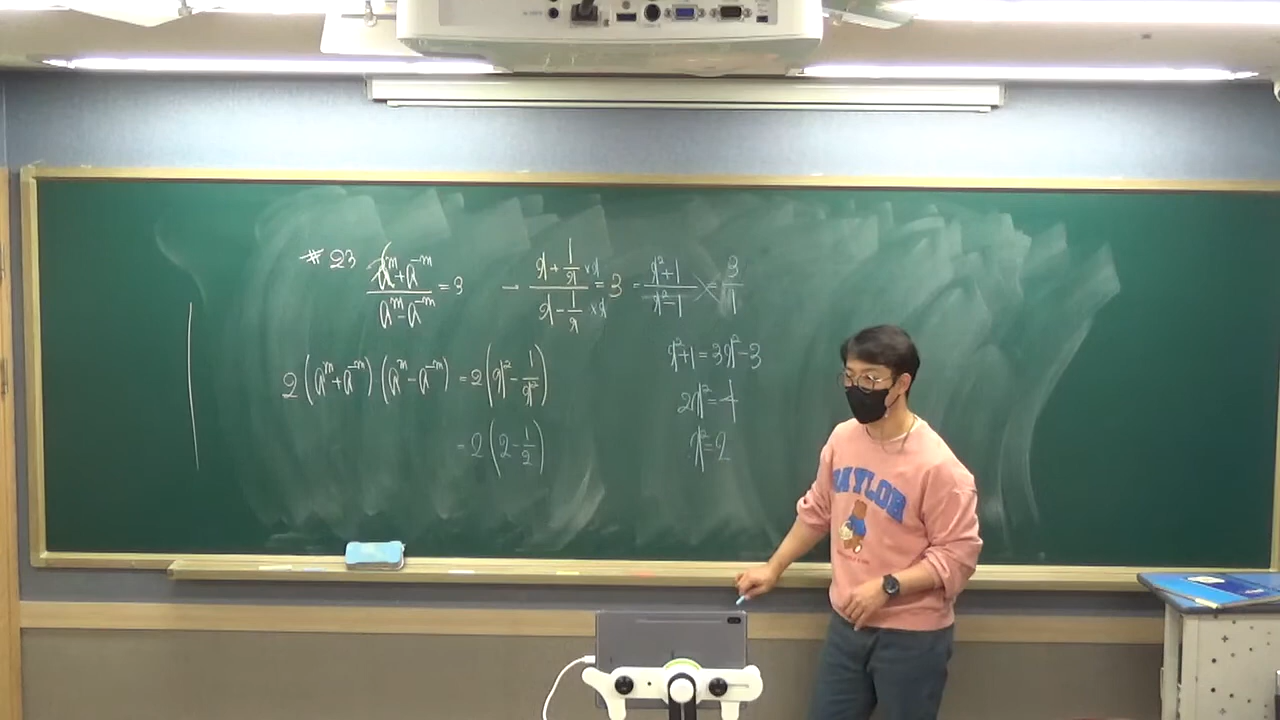 #23 (a^m + a^-m)/(a^m - a^-m) = 3 → (x + 1/x ×x)/(x - 1/x ×x) = 3 = (x²+1)/(x²-1) = 3/1
x²+1 = 3x²-3
2(a^m + a^-m)(a^m - a^-m) = 2(x² - 1/x²)
2x² = 4
= 2(2 - 1/2)
x² = 2